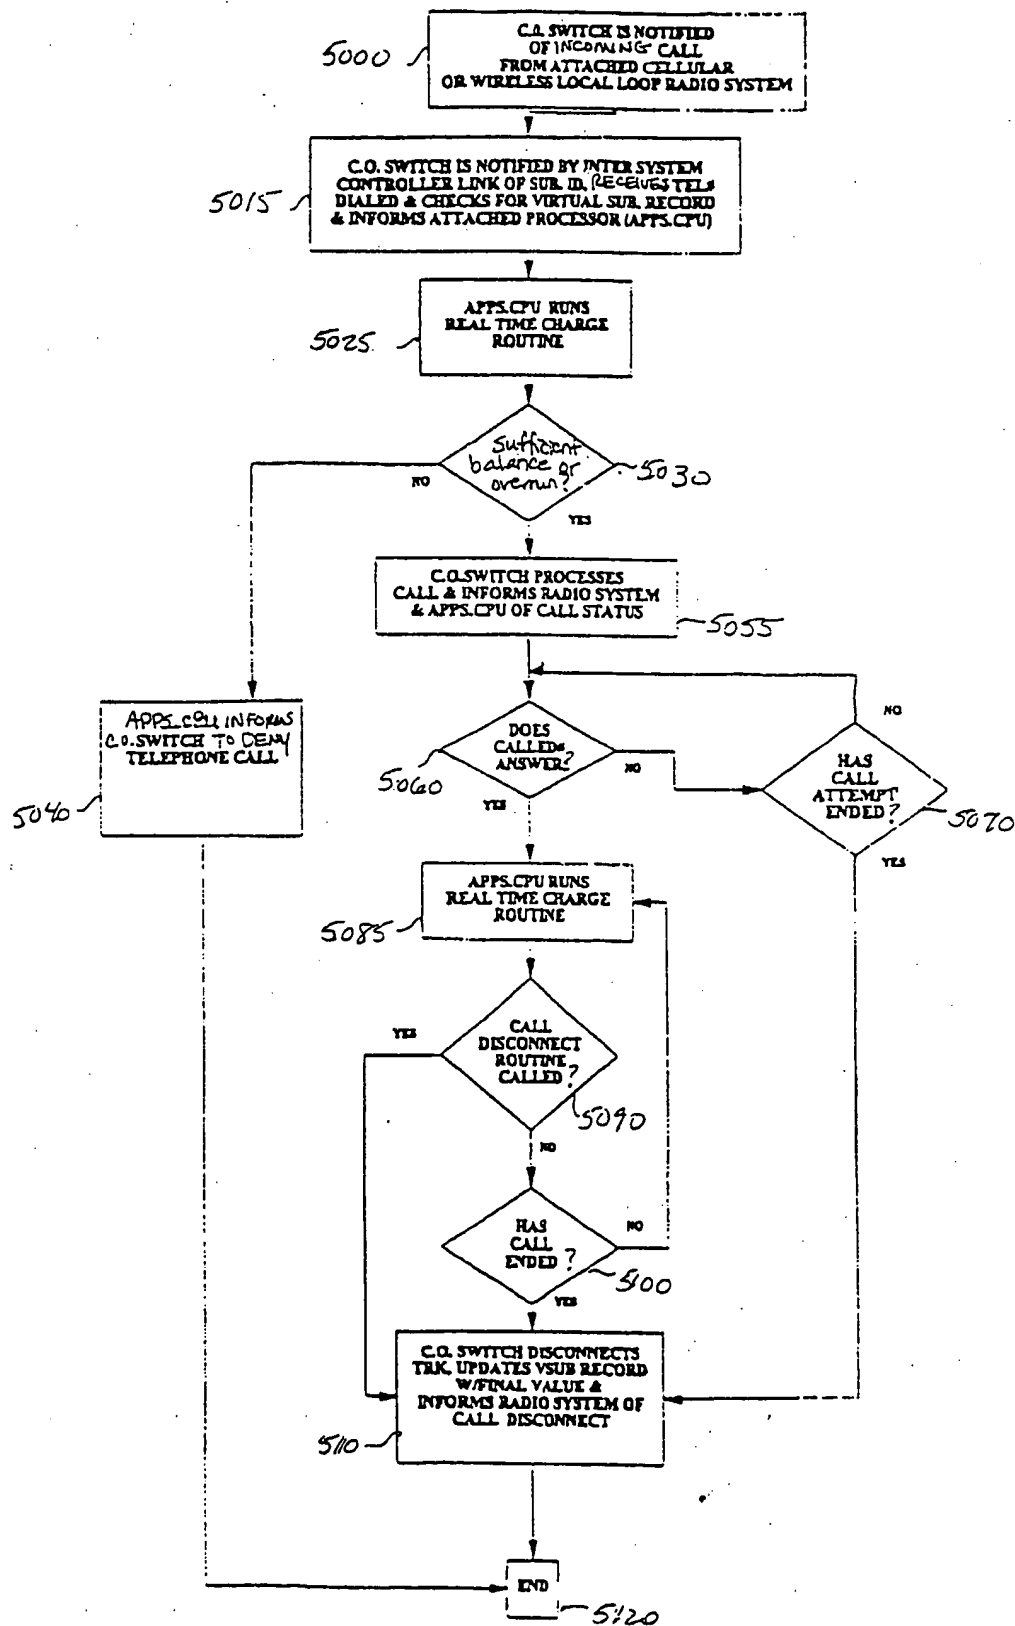 C.O. SWITCH IS NOTIFIED
OF INCOMING CALL
FROM ATTACHED CELLULAR
OR WIRELESS LOCAL LOOP RADIO SYSTEM
5000
C.O. SWITCH IS NOTIFIED BY INTER SYSTEM
CONTROLLER LINK OF SUB. ID, RECEIVES TEL#
DIALED & CHECKS FOR VIRTUAL SUB. RECORD
& INFORMS ATTACHED PROCESSOR (APPS.CPU)
5015
APPS.CPU RUNS
REAL TIME CHARGE
ROUTINE
5025
Sufficient
balance or
overrun?
5030
NO
YES
C.O.SWITCH PROCESSES
CALL & INFORMS RADIO SYSTEM
& APPS.CPU OF CALL STATUS
5055
APPS.CPU INFORMS
C.O.SWITCH TO DENY
TELEPHONE CALL
5040
DOES
CALLED#
ANSWER?
5060
NO
YES
NO
HAS
CALL
ATTEMPT
ENDED?
5070
YES
APPS.CPU RUNS
REAL TIME CHARGE
ROUTINE
5085
CALL
DISCONNECT
ROUTINE
CALLED?
5090
YES
NO
HAS
CALL
ENDED?
5100
NO
YES
C.O. SWITCH DISCONNECTS
TRK, UPDATES VSUB RECORD
W/FINAL VALUE &
INFORMS RADIO SYSTEM OF
CALL DISCONNECT
5110
END
5120